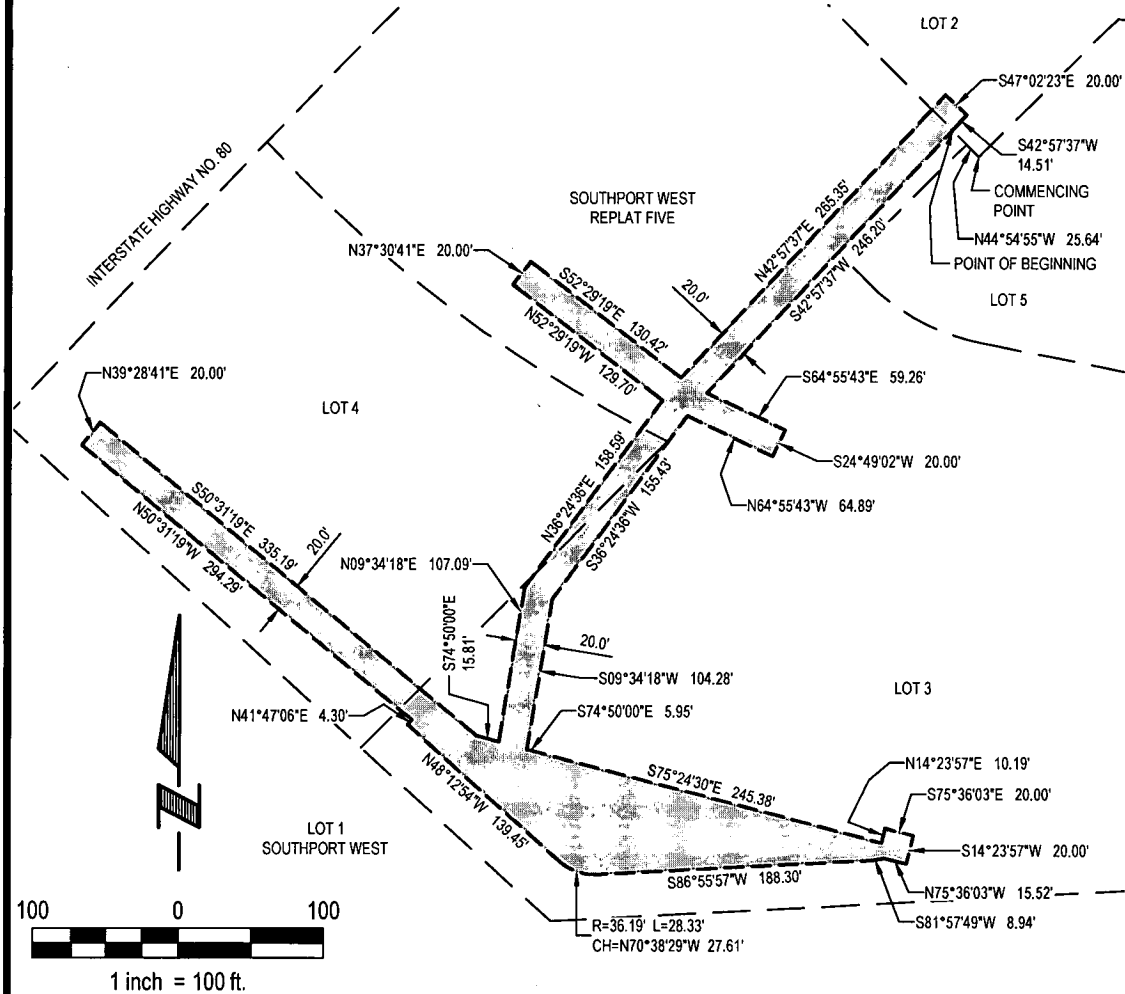 LOT 2
S47°02'23"E 20.00'
S42°57'37"W
14.51'
COMMENCING
POINT
N44°54'55"W 25.64'
POINT OF BEGINNING
LOT 5
INTERSTATE HIGHWAY NO. 80
SOUTHPORT WEST
REPLAT FIVE
N42°57'37"E 265.35'
S42°57'37"W 246.20'
20.0'
N37°30'41"E 20.00'
S52°29'19"E 130.42'
N52°29'19"W 129.70'
S64°55'43"E 59.26'
S24°49'02"W 20.00'
N64°55'43"W 64.89'
N39°28'41"E 20.00'
LOT 4
N36°24'36"E 158.59'
S36°24'36"W 155.43'
S50°31'19"E 335.19'
N50°31'19"W 294.29'
20.0'
N09°34'18"E 107.09'
S74°50'00"E
15.81'
20.0'
S09°34'18"W 104.28'
LOT 3
N41°47'06"E 4.30'
S74°50'00"E 5.95'
N48°12'54"W 139.45'
S75°24'30"E 245.38'
N14°23'57"E 10.19'
S75°36'03"E 20.00'
S14°23'57"W 20.00'
N75°36'03"W 15.52'
S81°57'49"W 8.94'
S86°55'57"W 188.30'
LOT 1
SOUTHPORT WEST
R=36.19' L=28.33'
CH=N70°38'29"W 27.61'
100 0 100
1 inch = 100 ft.